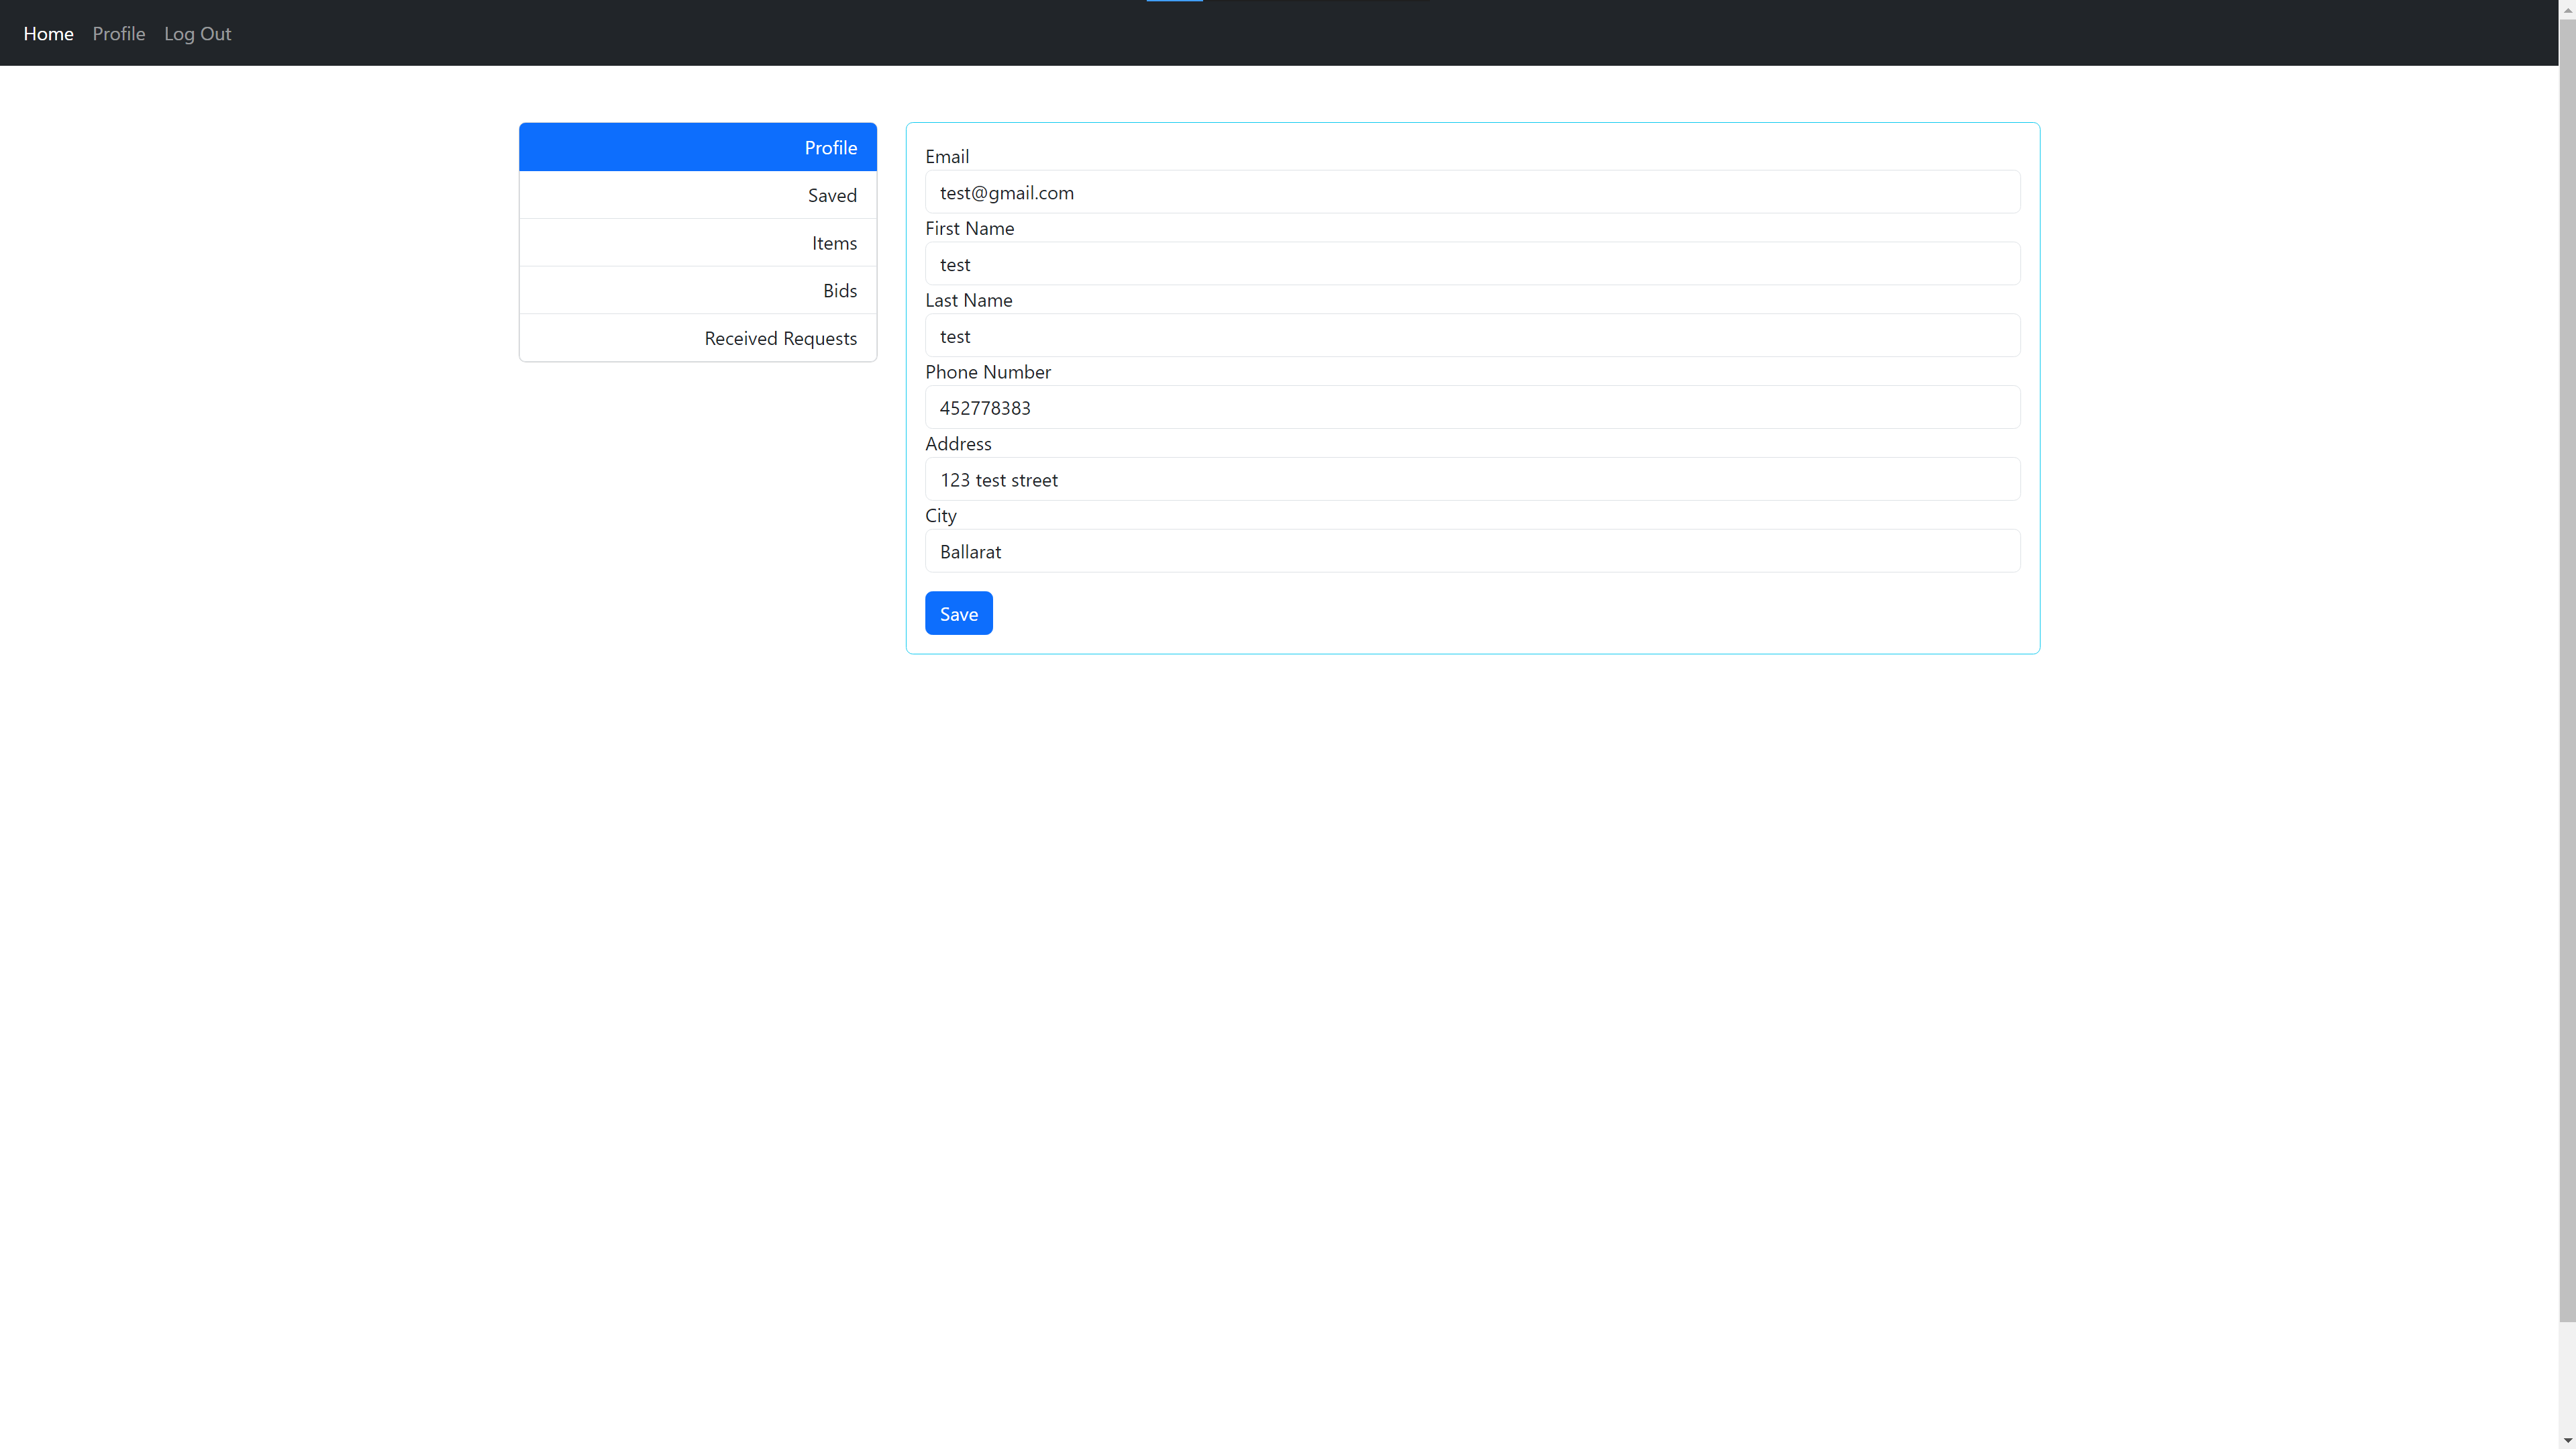 Home Profile Log Out
Profile
Saved
Items
Bids
Received Requests
Email
test@gmail.com
First Name
test
Last Name
test
Phone Number
452778383
Address
123 test street
City
Ballarat
Save